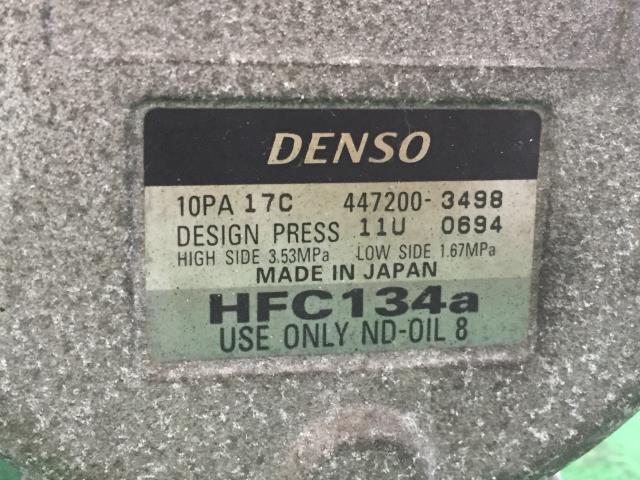 DENSO
10PA 17C 447200-3498
DESIGN PRESS 11U 0694
HIGH SIDE 3.53MPa LOW SIDE 1.67MPa
MADE IN JAPAN
HFC134a
USE ONLY ND-OIL 8